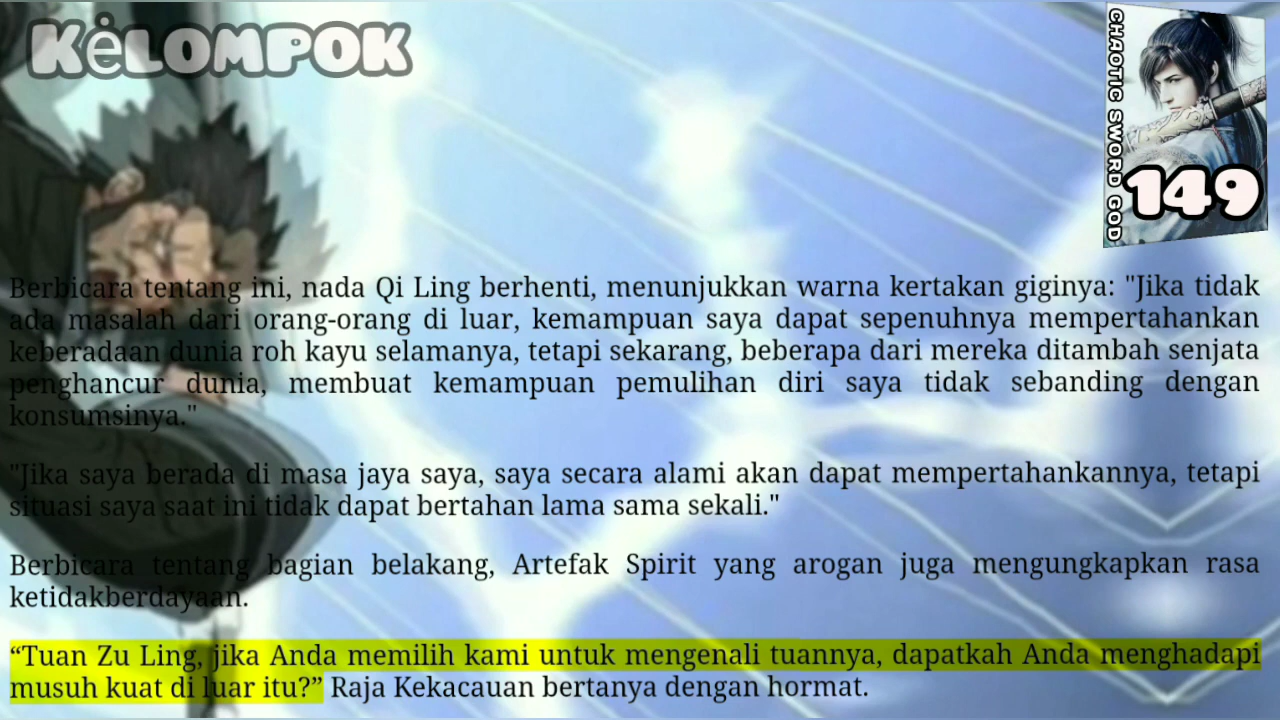 KėLOMPOK
CHAOTIC SWORD GOD
149
Berbicara tentang ini, nada Qi Ling berhenti, menunjukkan warna kertakan giginya: "Jika tidak
ada masalah dari orang-orang di luar, kemampuan saya dapat sepenuhnya mempertahankan
keberadaan dunia roh kayu selamanya, tetapi sekarang, beberapa dari mereka ditambah senjata
penghancur dunia, membuat kemampuan pemulihan diri saya tidak sebanding dengan
konsumsinya."
"Jika saya berada di masa jaya saya, saya secara alami akan dapat mempertahankannya, tetapi
situasi saya saat ini tidak dapat bertahan lama sama sekali."
Berbicara tentang bagian belakang, Artefak Spirit yang arogan juga mengungkapkan rasa
ketidakberdayaan.
“Tuan Zu Ling, jika Anda memilih kami untuk mengenali tuannya, dapatkah Anda menghadapi
musuh kuat di luar itu?” Raja Kekacauan bertanya dengan hormat.